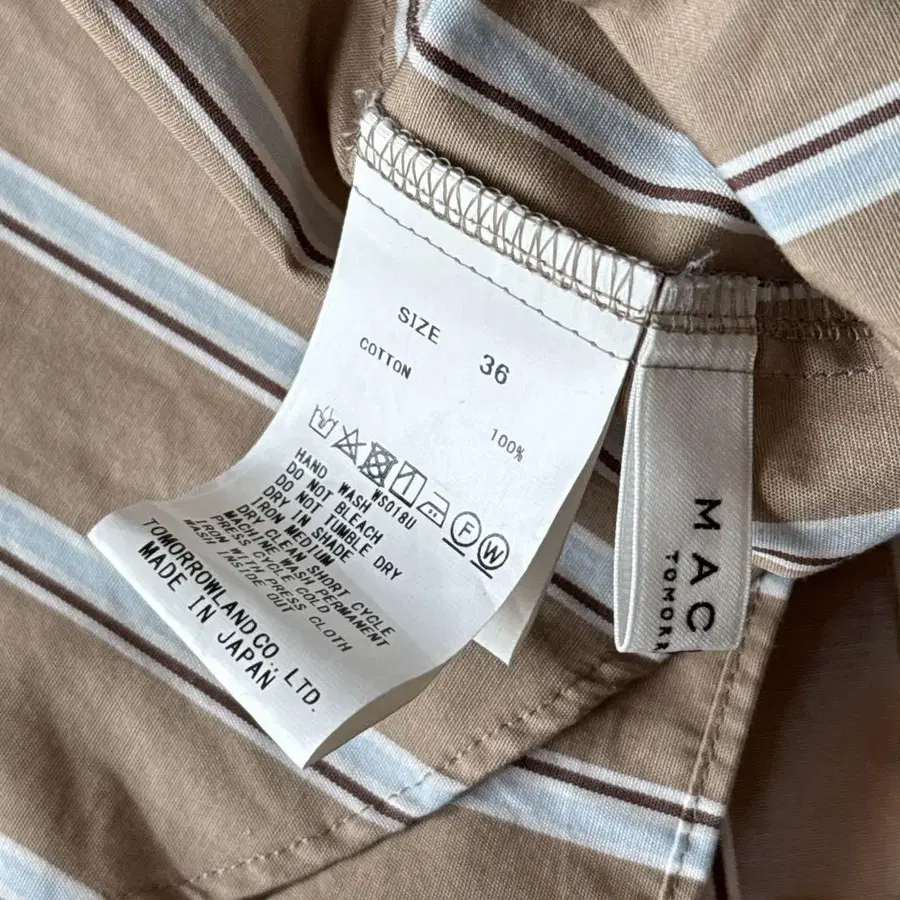 SIZE 36
COTTON 100%
W
HAND WASH WS018U
DO NOT BLEACH
DO NOT TUMBLE DRY
DRY IN SHADE
IRON MEDIUM
DRY CLEAN SHORT CYCLE
MACHINE WASH PERMANENT
PRESS CYCLE COLD
IRON WITH PRESS CLOTH
WASH INSIDE OUT
TOMORROWLAND CO., LTD.
MADE IN JAPAN
MAC
TOMORR